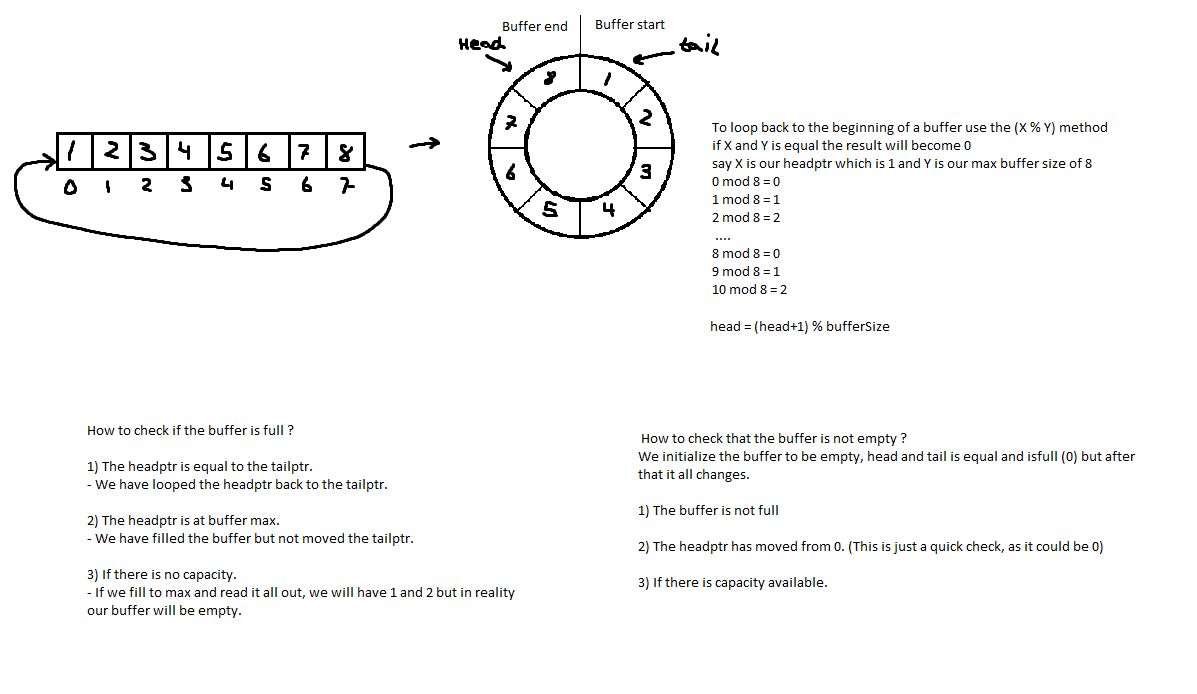 Buffer end
Buffer start
Head
tail
1 2 3 4 5 6 7 8
0 1 2 3 4 5 6 7
8 1
7 2
6 3
5 4
To loop back to the beginning of a buffer use the (X % Y) method
if X and Y is equal the result will become 0
say X is our headptr which is 1 and Y is our max buffer size of 8
0 mod 8 = 0
1 mod 8 = 1
2 mod 8 = 2
....
8 mod 8 = 0
9 mod 8 = 1
10 mod 8 = 2
head = (head+1) % bufferSize
How to check if the buffer is full ?
1) The headptr is equal to the tailptr.
- We have looped the headptr back to the tailptr.
2) The headptr is at buffer max.
- We have filled the buffer but not moved the tailptr.
3) If there is no capacity.
- If we fill to max and read it all out, we will have 1 and 2 but in reality
our buffer will be empty.
How to check that the buffer is not empty ?
We initialize the buffer to be empty, head and tail is equal and isfull (0) but after
that it all changes.
1) The buffer is not full
2) The headptr has moved from 0. (This is just a quick check, as it could be 0)
3) If there is capacity available.